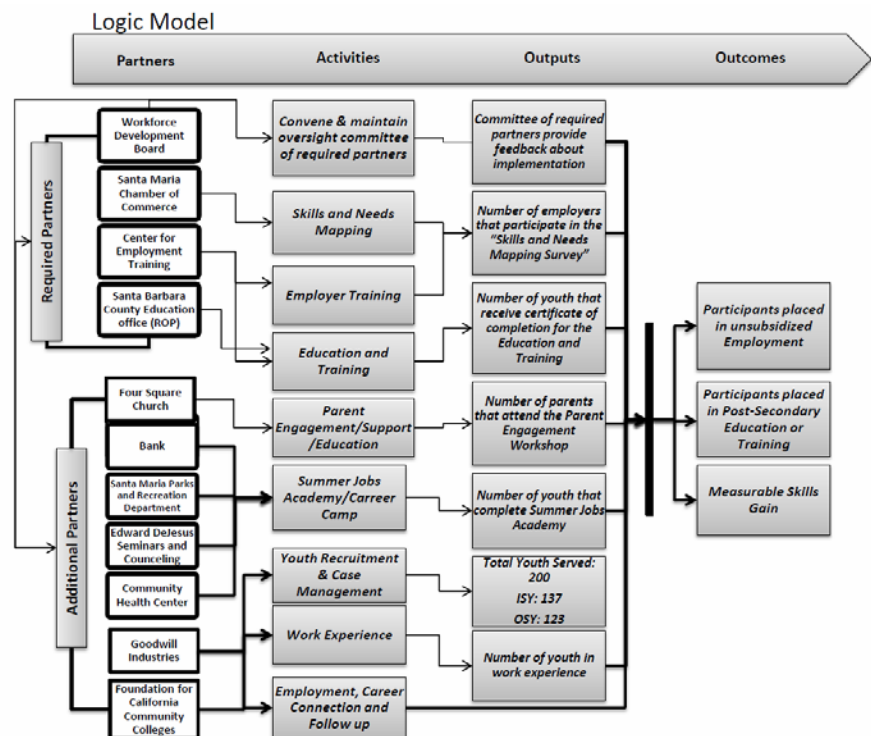 Logic Model
Partners
Activities
Outputs
Outcomes
Required Partners
Workforce
Development
Board
Santa Maria
Chamber of
Commerce
Center for
Employment
Training
Santa Barbara
County Education
office (ROP)
Additional Partners
Four Square
Church
Bank
Santa Maria Parks
and Recreation
Department
Edward DeJesus
Seminars and
Counceling
Community
Health Center
Goodwill
Industries
Foundation for
California
Community
Colleges
Convene & maintain
oversight committee
of required partners
Skills and Needs
Mapping
Employer Training
Education and
Training
Parent
Engagement/Support
/Education
Summer Jobs
Academy/Carreer
Camp
Youth Recruitment
& Case
Management
Work Experience
Employment, Career
Connection and
Follow up
Committee of required
partners provide
feedback about
implementation
Number of employers
that participate in the
“Skills and Needs
Mapping Survey”
Number of youth that
receive certificate of
completion for the
Education and
Training
Number of parents
that attend the Parent
Engagement
Workshop
Number of youth that
complete Summer Jobs
Academy
Total Youth Served:
200
ISY: 137
OSY: 123
Number of youth in
work experience
Participants placed
in unsubsidized
Employment
Participants placed
in Post-Secondary
Education or
Training
Measurable Skills
Gain